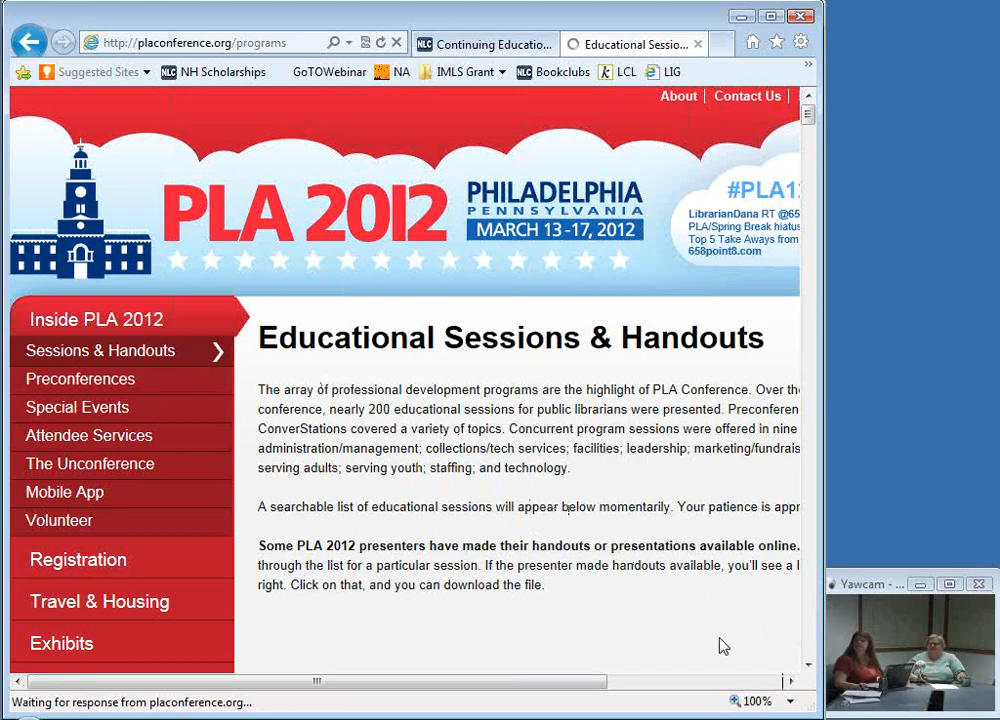 http://placonference.org/programs
Continuing Educatio...
Educational Sessio...
Suggested Sites
NLC NH Scholarships
GoTOWebinar
NA
IMLS Grant
NLC Bookclubs
k LCL
LIG
About | Contact Us |
PLA 2012
PHILADELPHIA
PENNSYLVANIA
MARCH 13-17, 2012
#PLA12
LibrarianDana RT @65
PLA/Spring Break hiatus
Top 5 Take Aways from
658point8.com
Inside PLA 2012
Sessions & Handouts
Preconferences
Special Events
Attendee Services
The Unconference
Mobile App
Volunteer
Registration
Travel & Housing
Exhibits
Educational Sessions & Handouts
The array of professional development programs are the highlight of PLA Conference. Over the
conference, nearly 200 educational sessions for public librarians were presented. Preconferen
ConverStations covered a variety of topics. Concurrent program sessions were offered in nine
administration/management; collections/tech services; facilities; leadership; marketing/fundrais
serving adults; serving youth; staffing; and technology.
A searchable list of educational sessions will appear below momentarily. Your patience is appr
Some PLA 2012 presenters have made their handouts or presentations available online.
through the list for a particular session. If the presenter made handouts available, you'll see a l
right. Click on that, and you can download the file.
Waiting for response from placonference.org...
100%
Yawcam - ...